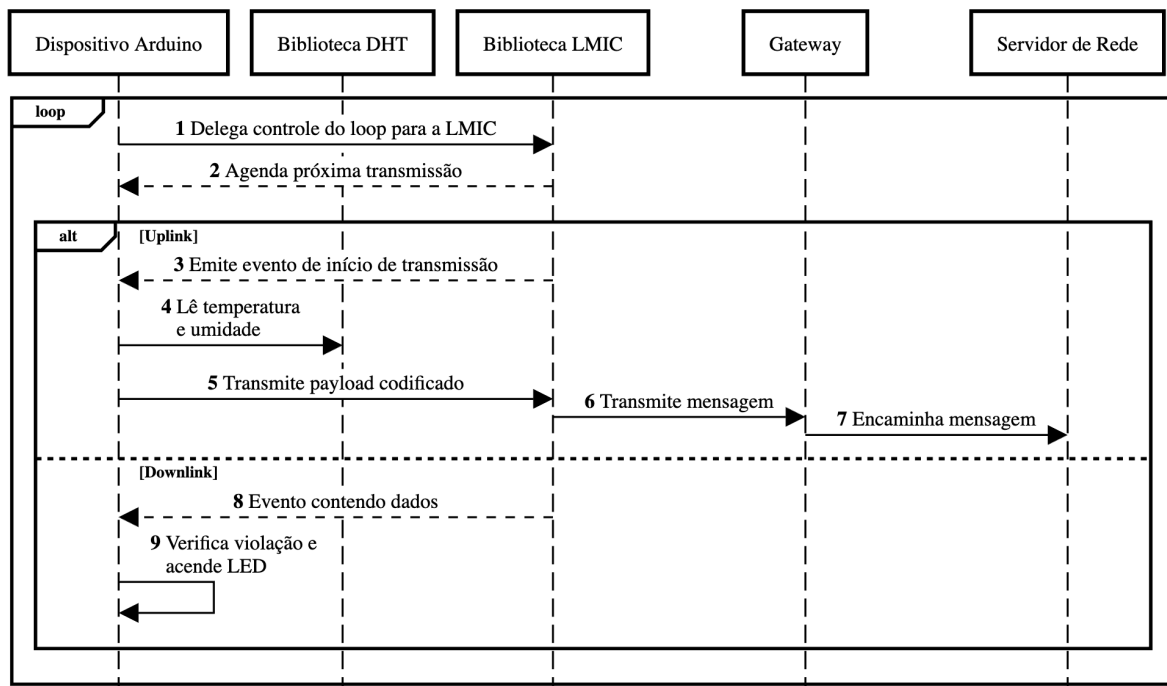 Dispositivo Arduino
Biblioteca DHT
Biblioteca LMIC
Gateway
Servidor de Rede
loop
1 Delega controle do loop para a LMIC
2 Agenda próxima transmissão
alt
[Uplink]
3 Emite evento de início de transmissão
4 Lê temperatura
e umidade
5 Transmite payload codificado
6 Transmite mensagem
7 Encaminha mensagem
[Downlink]
8 Evento contendo dados
9 Verifica violação e
acende LED